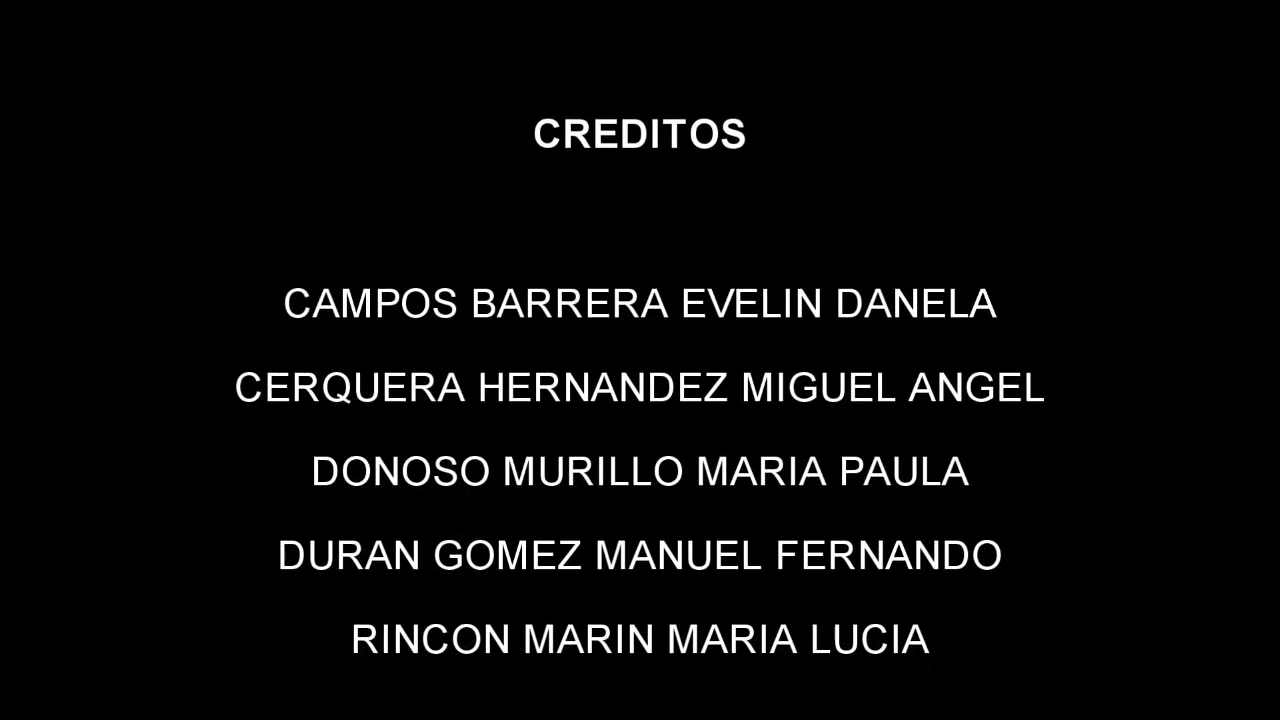 CREDITOS
CAMPOS BARRERA EVELIN DANELA
CERQUERA HERNANDEZ MIGUEL ANGEL
DONOSO MURILLO MARIA PAULA
DURAN GOMEZ MANUEL FERNANDO
RINCON MARIN MARIA LUCIA